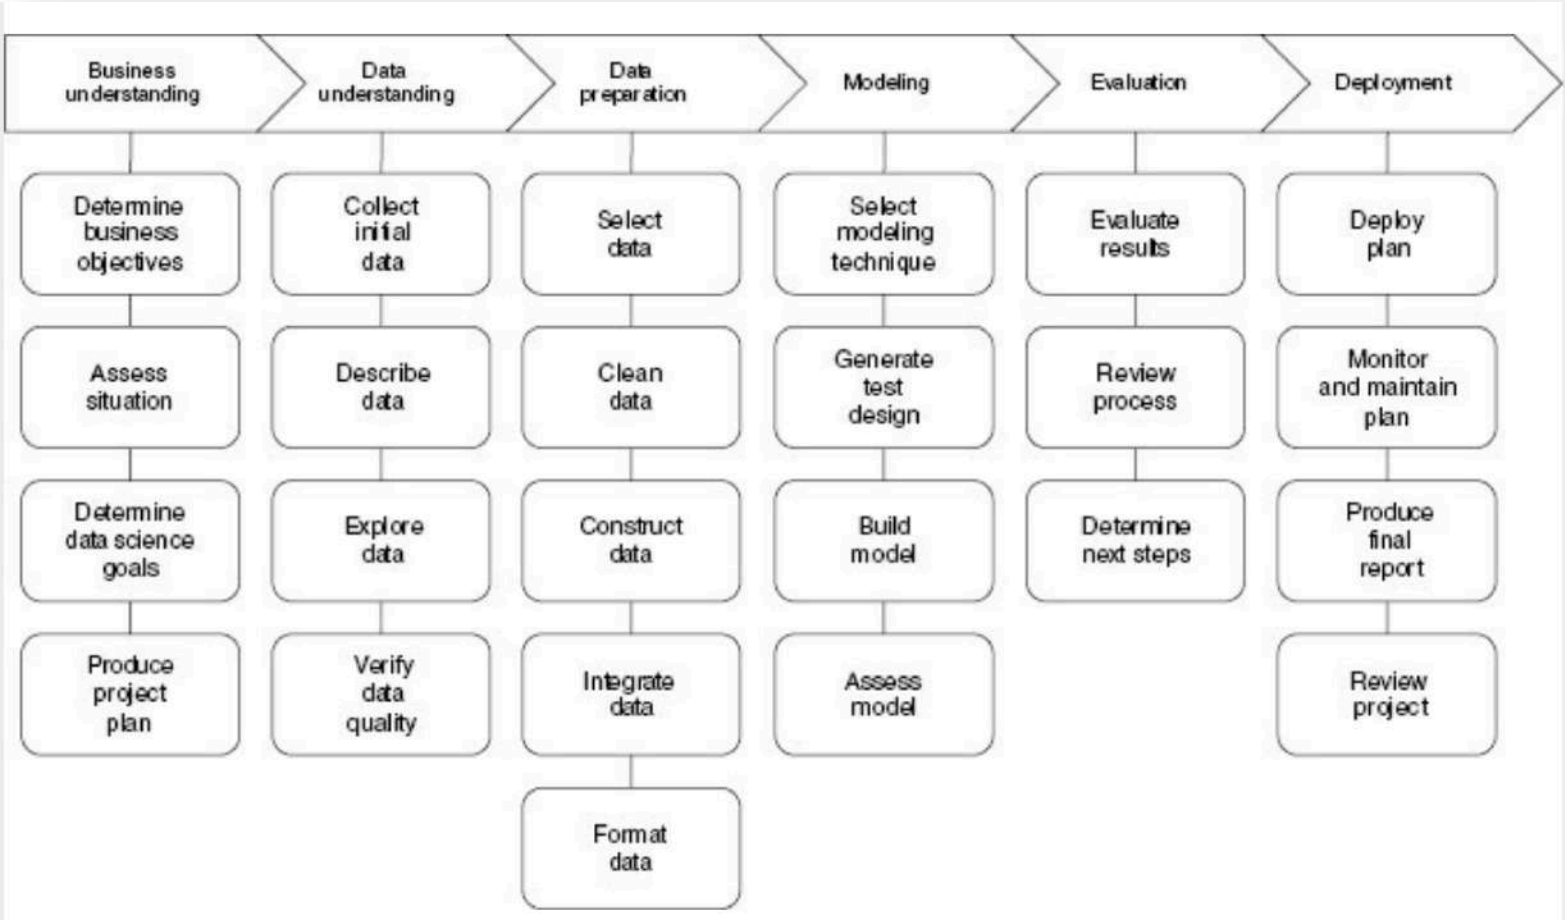 Business
understanding
Data
understanding
Data
preparation
Modeling
Evaluation
Deployment
Determine
business
objectives
Assess
situation
Determine
data science
goals
Produce
project
plan
Collect
initial
data
Describe
data
Explore
data
Verify
data
quality
Select
data
Clean
data
Construct
data
Integrate
data
Format
data
Select
modeling
technique
Generate
test
design
Build
model
Assess
model
Evaluate
results
Review
process
Determine
next steps
Deploy
plan
Monitor
and maintain
plan
Produce
final
report
Review
project